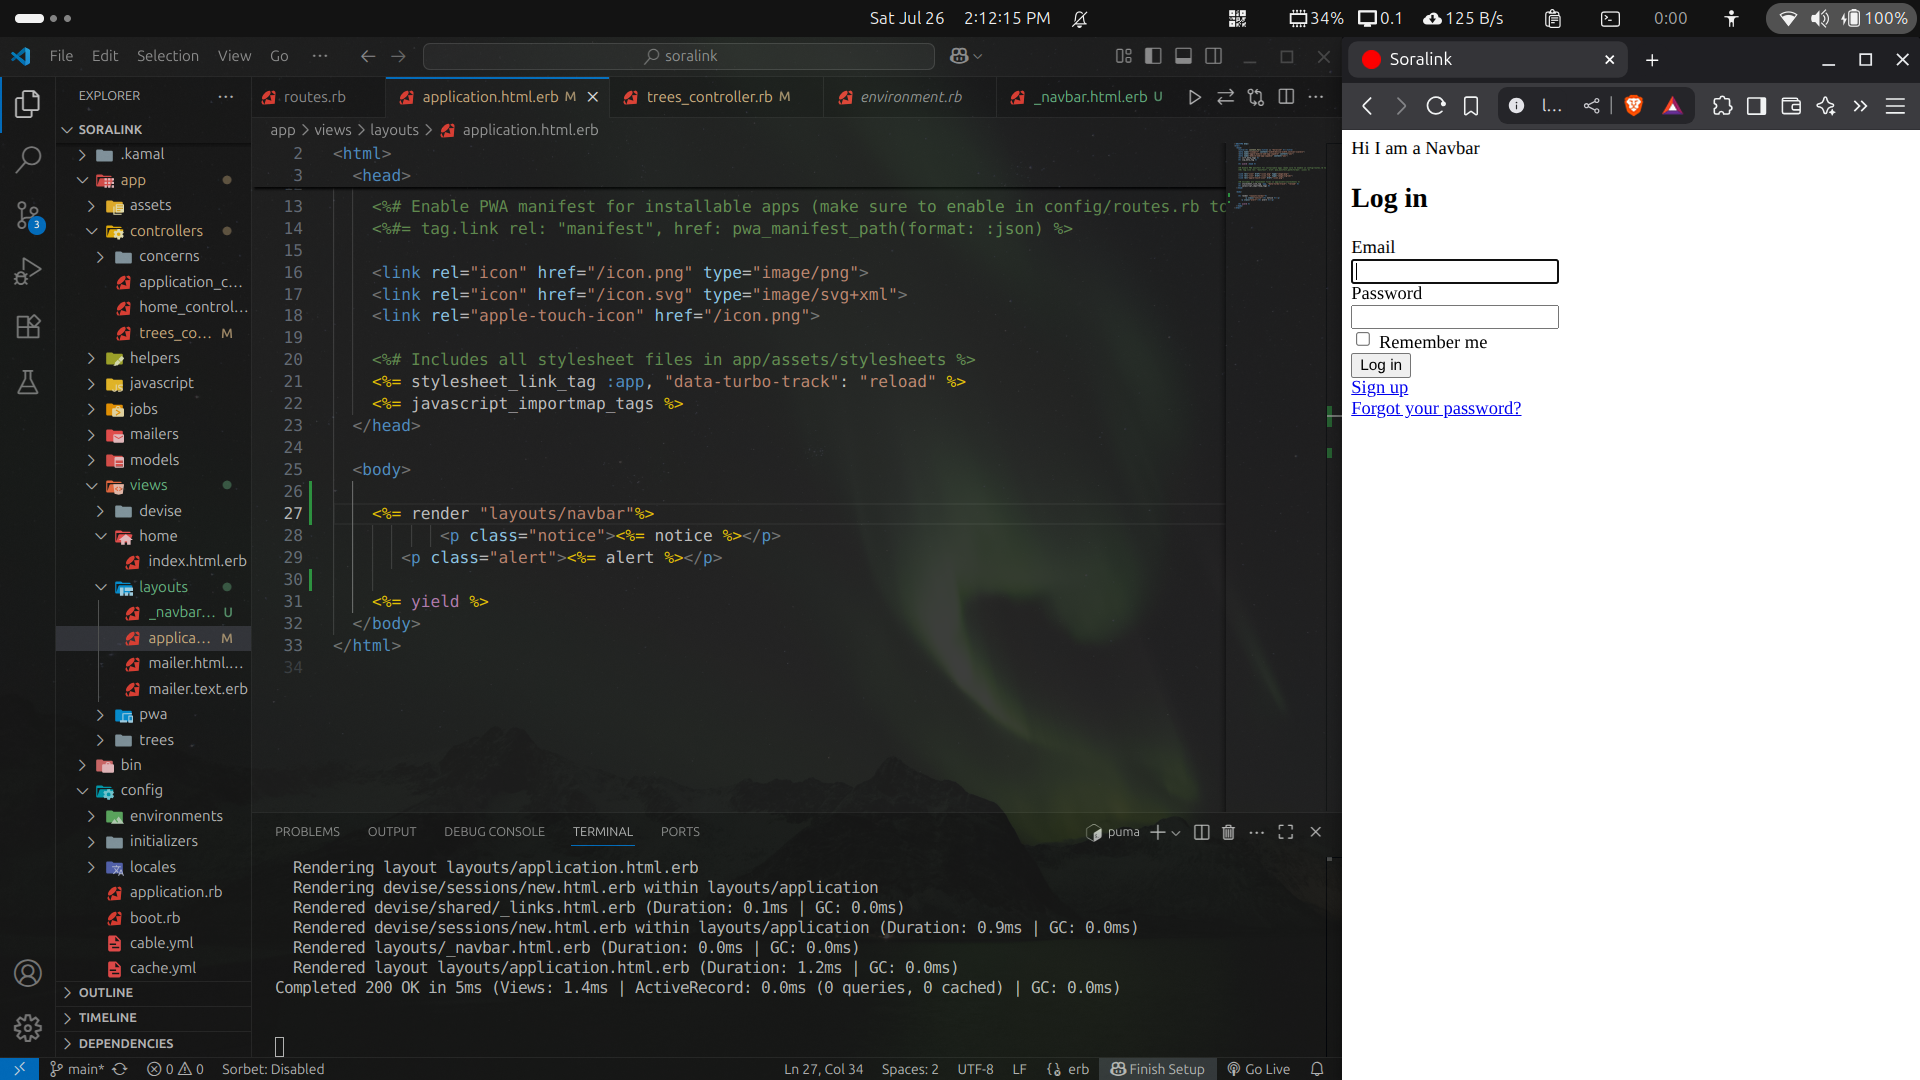 Sat Jul 26 2:12:15 PM
34% 0.1 125 B/s 0:00 100%
File Edit Selection View Go ··· soralink
EXPLORER
SORALINK
.kamal
app
assets
controllers
concerns
application_c...
home_control...
trees_co... M
helpers
javascript
jobs
mailers
models
views
devise
home
index.html.erb
layouts
_navbar... U
applica... M
mailer.html....
mailer.text.erb
pwa
trees
bin
config
environments
initializers
locales
application.rb
boot.rb
cable.yml
cache.yml
OUTLINE
TIMELINE
DEPENDENCIES
3
routes.rb application.html.erb M trees_controller.rb M environment.rb _navbar.html.erb U
app > views > layouts > application.html.erb
2 <html>
3 <head>
13 <%# Enable PWA manifest for installable apps (make sure to enable in config/routes.rb to
14 <%#= tag.link rel: "manifest", href: pwa_manifest_path(format: :json) %>
15
16 <link rel="icon" href="/icon.png" type="image/png">
17 <link rel="icon" href="/icon.svg" type="image/svg+xml">
18 <link rel="apple-touch-icon" href="/icon.png">
19
20 <%# Includes all stylesheet files in app/assets/stylesheets %>
21 <%= stylesheet_link_tag :app, "data-turbo-track": "reload" %>
22 <%= javascript_importmap_tags %>
23 </head>
24
25 <body>
26
27 <%= render "layouts/navbar"%>
28 <p class="notice"><%= notice %></p>
29 <p class="alert"><%= alert %></p>
30
31 <%= yield %>
32 </body>
33 </html>
34
PROBLEMS OUTPUT DEBUG CONSOLE TERMINAL PORTS puma
Rendering layout layouts/application.html.erb
Rendering devise/sessions/new.html.erb within layouts/application
Rendered devise/shared/_links.html.erb (Duration: 0.1ms | GC: 0.0ms)
Rendered devise/sessions/new.html.erb within layouts/application (Duration: 0.9ms | GC: 0.0ms)
Rendered layouts/_navbar.html.erb (Duration: 0.0ms | GC: 0.0ms)
Rendered layout layouts/application.html.erb (Duration: 1.2ms | GC: 0.0ms)
Completed 200 OK in 5ms (Views: 1.4ms | ActiveRecord: 0.0ms (0 queries, 0 cached) | GC: 0.0ms)
main* 0 0 Sorbet: Disabled Ln 27, Col 34 Spaces: 2 UTF-8 LF erb Finish Setup Go Live
Soralink
l...
Hi I am a Navbar
Log in
Email
Password
Remember me
Log in
Sign up
Forgot your password?